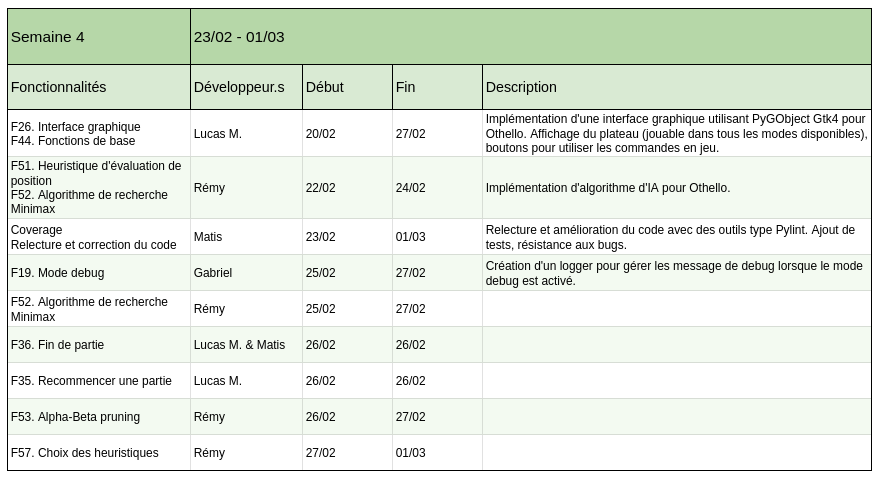 Semaine 4
23/02 - 01/03
Fonctionnalités
Développeur.s
Début
Fin
Description
F26. Interface graphique
F44. Fonctions de base
Lucas M.
20/02
27/02
Implémentation d'une interface graphique utilisant PyGObject Gtk4 pour
Othello. Affichage du plateau (jouable dans tous les modes disponibles),
boutons pour utiliser les commandes en jeu.
F51. Heuristique d'évaluation de
position
F52. Algorithme de recherche
Minimax
Rémy
22/02
24/02
Implémentation d'algorithme d'IA pour Othello.
Coverage
Relecture et correction du code
Matis
23/02
01/03
Relecture et amélioration du code avec des outils type Pylint. Ajout de
tests, résistance aux bugs.
F19. Mode debug
Gabriel
25/02
27/02
Création d'un logger pour gérer les message de debug lorsque le mode
debug est activé.
F52. Algorithme de recherche
Minimax
Rémy
25/02
27/02
F36. Fin de partie
Lucas M. & Matis
26/02
26/02
F35. Recommencer une partie
Lucas M.
26/02
26/02
F53. Alpha-Beta pruning
Rémy
26/02
27/02
F57. Choix des heuristiques
Rémy
27/02
01/03